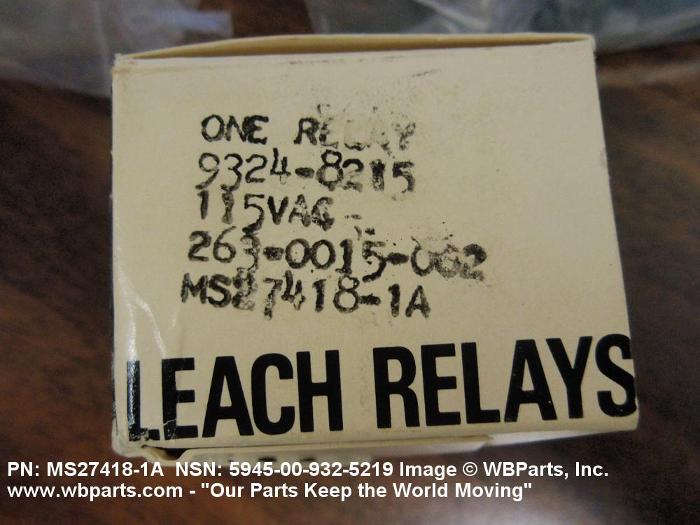 ONE RELAY
9324-8215
115VAC
263-0015-002
MS27418-1A
LEACH RELAYS
PN: MS27418-1A NSN: 5945-00-932-5219 Image © WBParts, Inc.
www.wbparts.com - "Our Parts Keep the World Moving"